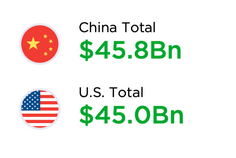 China Total
$45.8Bn
U.S. Total
$45.0Bn